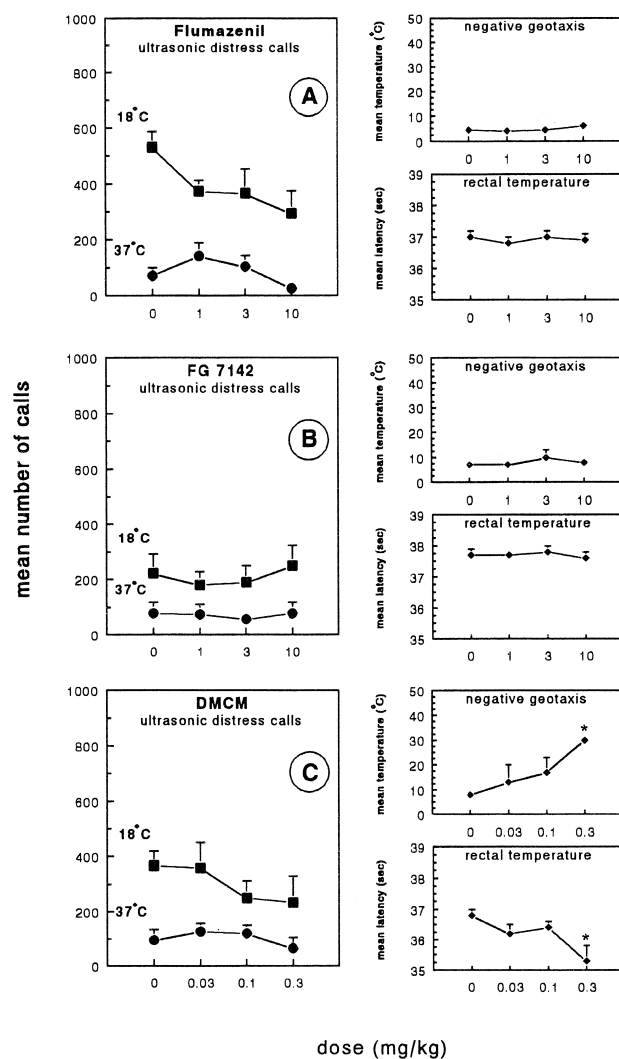 mean number of calls
Flumazenil
ultrasonic distress calls
A
1000
800
600
400
200
0
18°C
37°C
0 1 3 10
mean temperature (°C)
negative geotaxis
50
40
30
20
10
0
0 1 3 10
mean latency (sec)
rectal temperature
39
38
37
36
35
0 1 3 10
FG 7142
ultrasonic distress calls
B
1000
800
600
400
200
0
18°C
37°C
0 1 3 10
mean temperature (°C)
negative geotaxis
50
40
30
20
10
0
0 1 3 10
mean latency (sec)
rectal temperature
39
38
37
36
35
0 1 3 10
DMCM
ultrasonic distress calls
C
1000
800
600
400
200
0
18°C
37°C
0 0.03 0.1 0.3
mean temperature (°C)
negative geotaxis
50
40
30
20
10
0
*
0 0.03 0.1 0.3
mean latency (sec)
rectal temperature
39
38
37
36
35
*
0 0.03 0.1 0.3
dose (mg/kg)